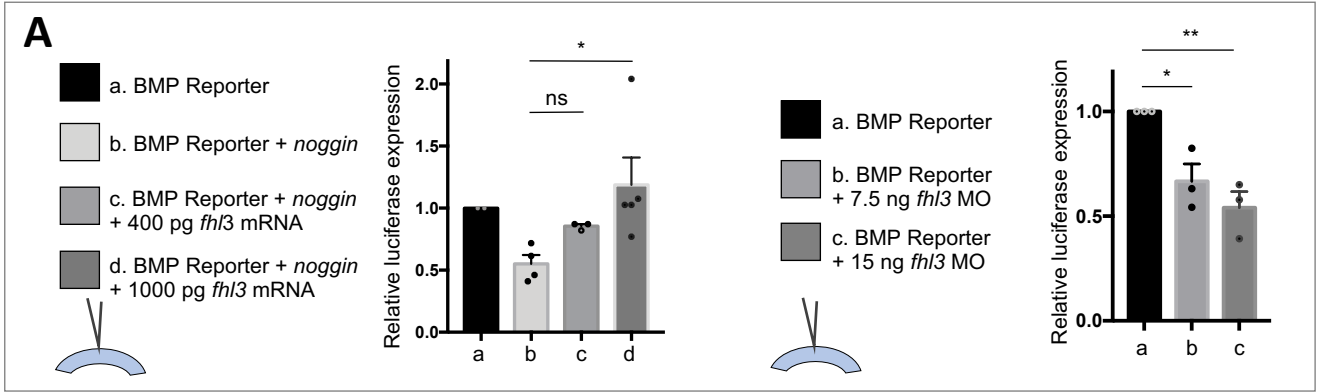 A
a. BMP Reporter
b. BMP Reporter + noggin
c. BMP Reporter + noggin
+ 400 pg fhl3 mRNA
d. BMP Reporter + noggin
+ 1000 pg fhl3 mRNA
Relative luciferase expression
2.0
1.5
1.0
0.5
0.0
*
ns
a b c d
a. BMP Reporter
b. BMP Reporter
+ 7.5 ng fhl3 MO
c. BMP Reporter
+ 15 ng fhl3 MO
Relative luciferase expression
1.0
0.5
0.0
**
*
a b c